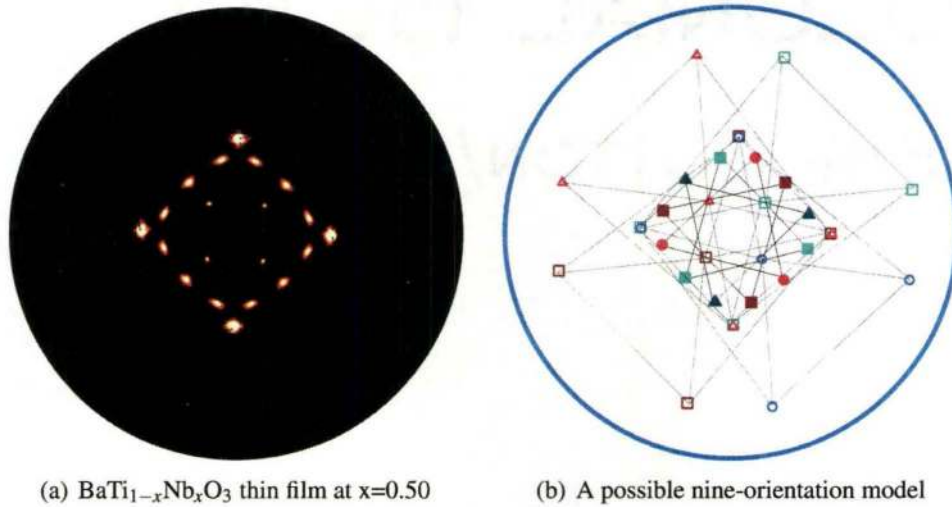 (a) BaTi₁₋ₓNbₓO₃ thin film at x=0.50
(b) A possible nine-orientation model